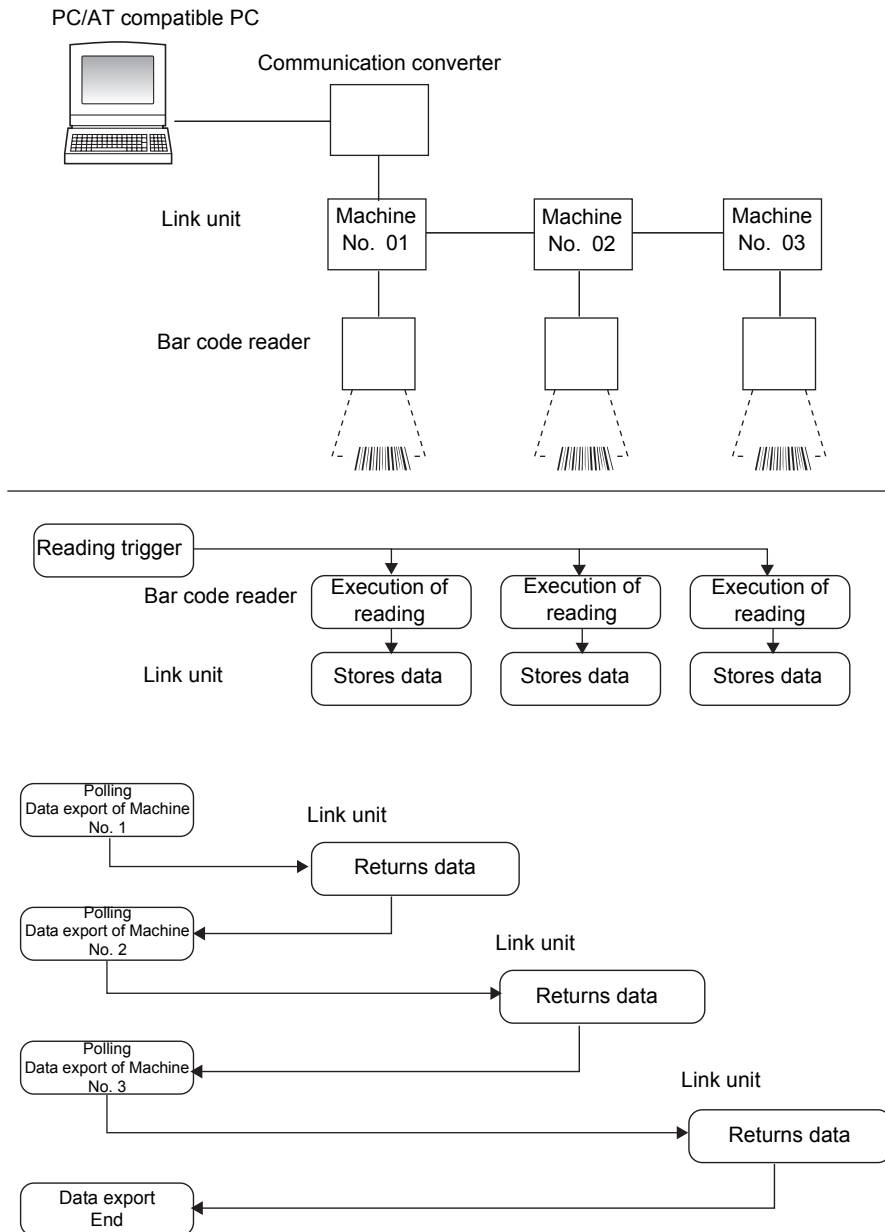 PC/AT compatible PC
Communication converter
Link unit
Machine
No. 01
Machine
No. 02
Machine
No. 03
Bar code reader
Reading trigger
Bar code reader
Execution of
reading
Execution of
reading
Execution of
reading
Link unit
Stores data
Stores data
Stores data
Polling
Data export of Machine
No. 1
Link unit
Returns data
Polling
Data export of Machine
No. 2
Link unit
Returns data
Polling
Data export of Machine
No. 3
Link unit
Returns data
Data export
End